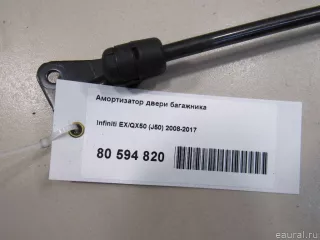 Амортизатор двери багажника
Infiniti EX/QX50 (J50) 2008-2017
80 594 820
eaural.ru